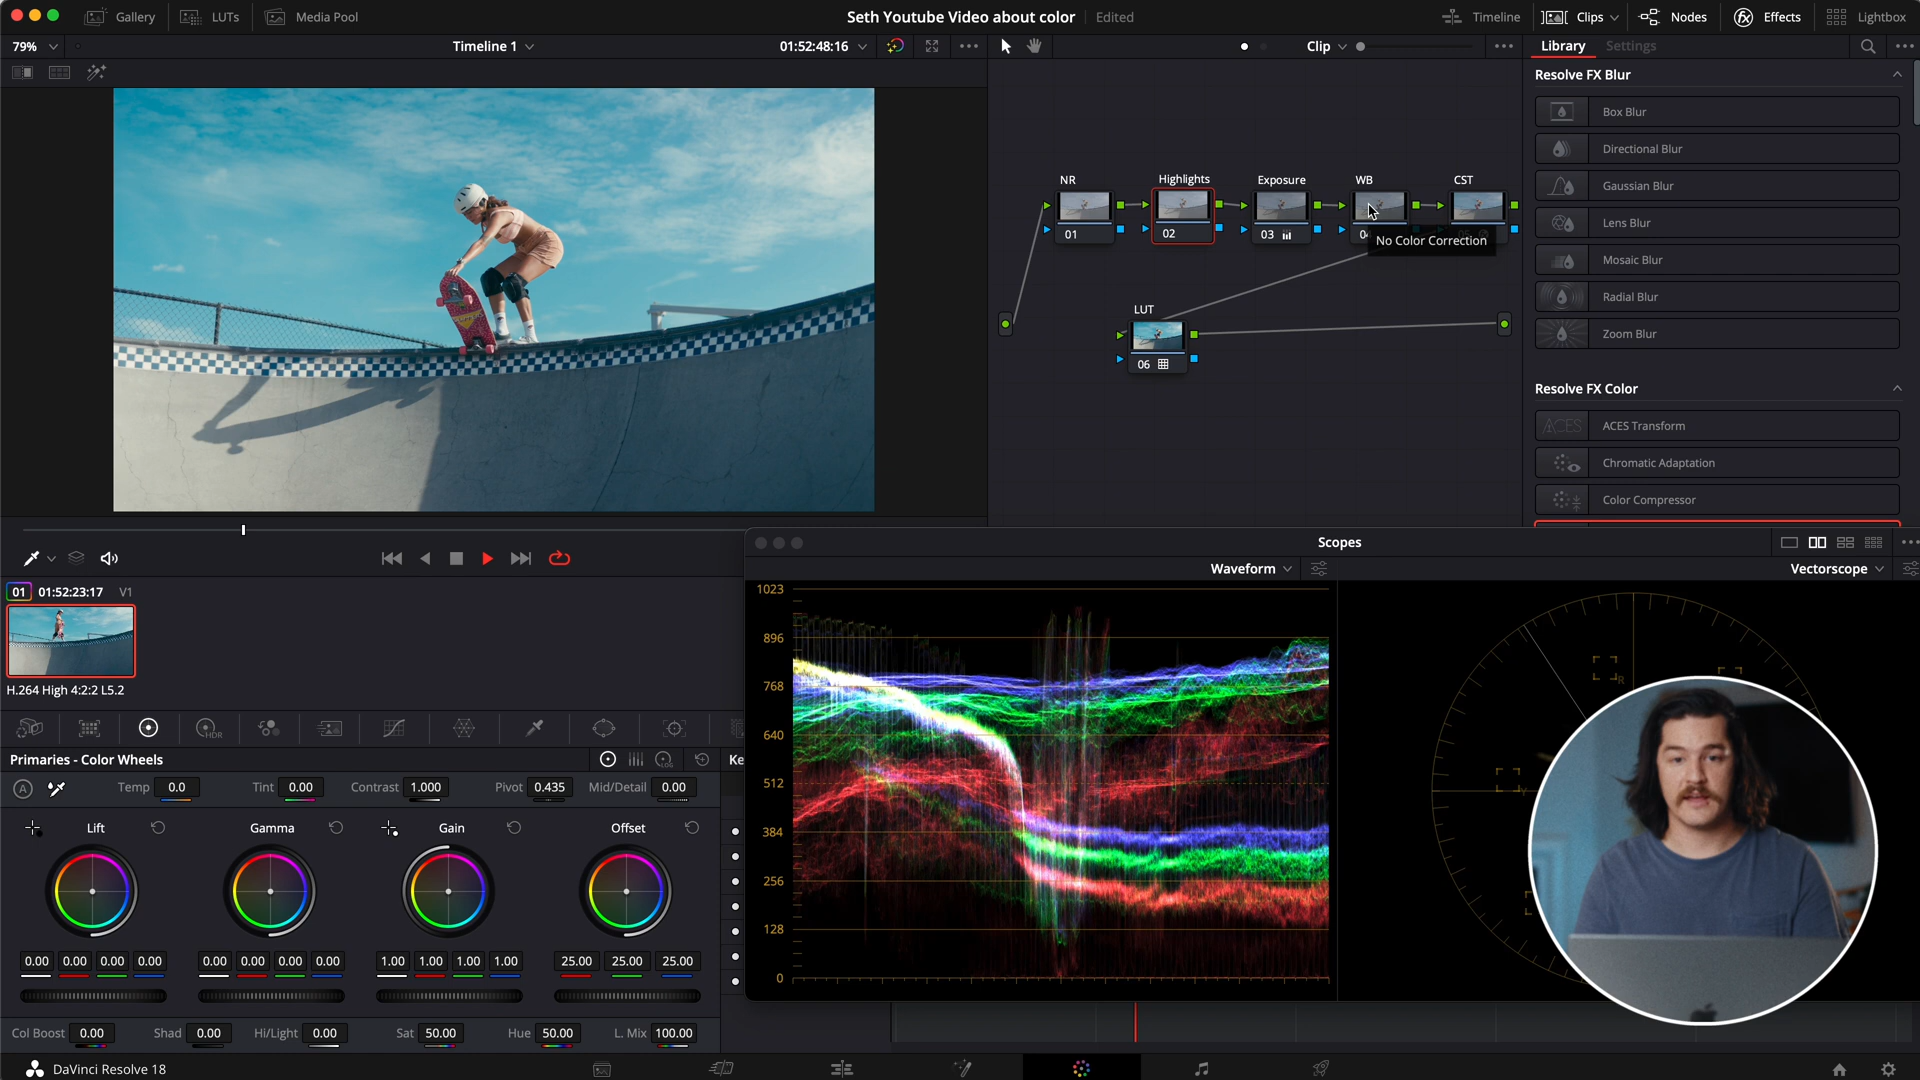 Gallery LUTs Media Pool Seth Youtube Video about color Edited Timeline Clips Nodes Effects Lightbox
79% Timeline 1 01:52:48:16 Clip Library Settings
Resolve FX Blur
Box Blur
Directional Blur
Gaussian Blur
Lens Blur
Mosaic Blur
Radial Blur
Zoom Blur
Resolve FX Color
ACES ACES Transform
Chromatic Adaptation
Color Compressor
NR Highlights Exposure WB CST
01 02 03 04
No Color Correction
LUT
06
01 01:52:23:17 V1
H.264 High 4:2:2 L5.2
HDR
Primaries - Color Wheels LOG Ke
A Temp 0.0 Tint 0.00 Contrast 1.000 Pivot 0.435 Mid/Detail 0.00
Lift Gamma Gain Offset
0.00 0.00 0.00 0.00 0.00 0.00 0.00 0.00 1.00 1.00 1.00 1.00 25.00 25.00 25.00
Col Boost 0.00 Shad 0.00 Hi/Light 0.00 Sat 50.00 Hue 50.00 L. Mix 100.00
Scopes
Waveform Vectorscope
1023
896
768
640
512
384
256
128
0
R
DaVinci Resolve 18